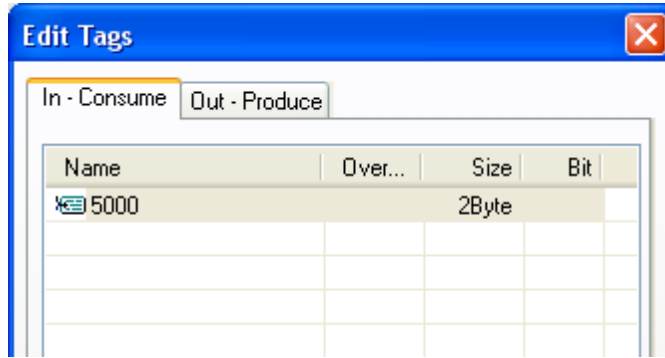 Edit Tags
In - Consume Out - Produce
Name Over... Size Bit
5000 2Byte